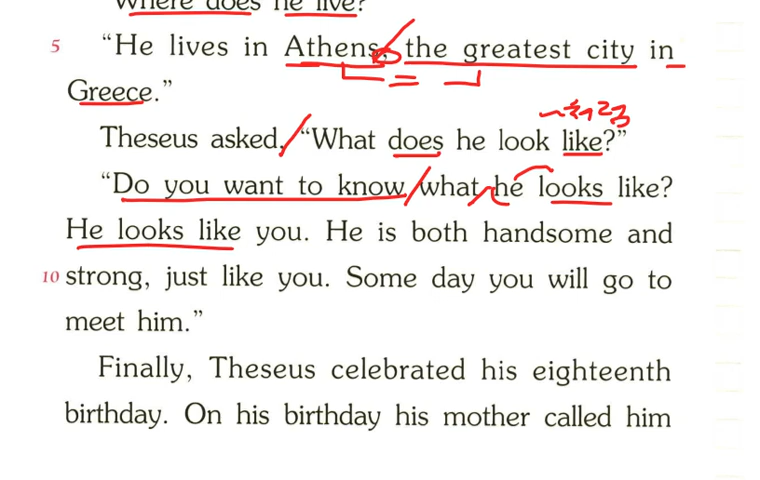 Where does he live?
5 “He lives in Athens, the greatest city in
Greece.”
Theseus asked, “What does he look like?”
“Do you want to know what he looks like?
He looks like you. He is both handsome and
10 strong, just like you. Some day you will go to
meet him.”
Finally, Theseus celebrated his eighteenth
birthday. On his birthday his mother called him